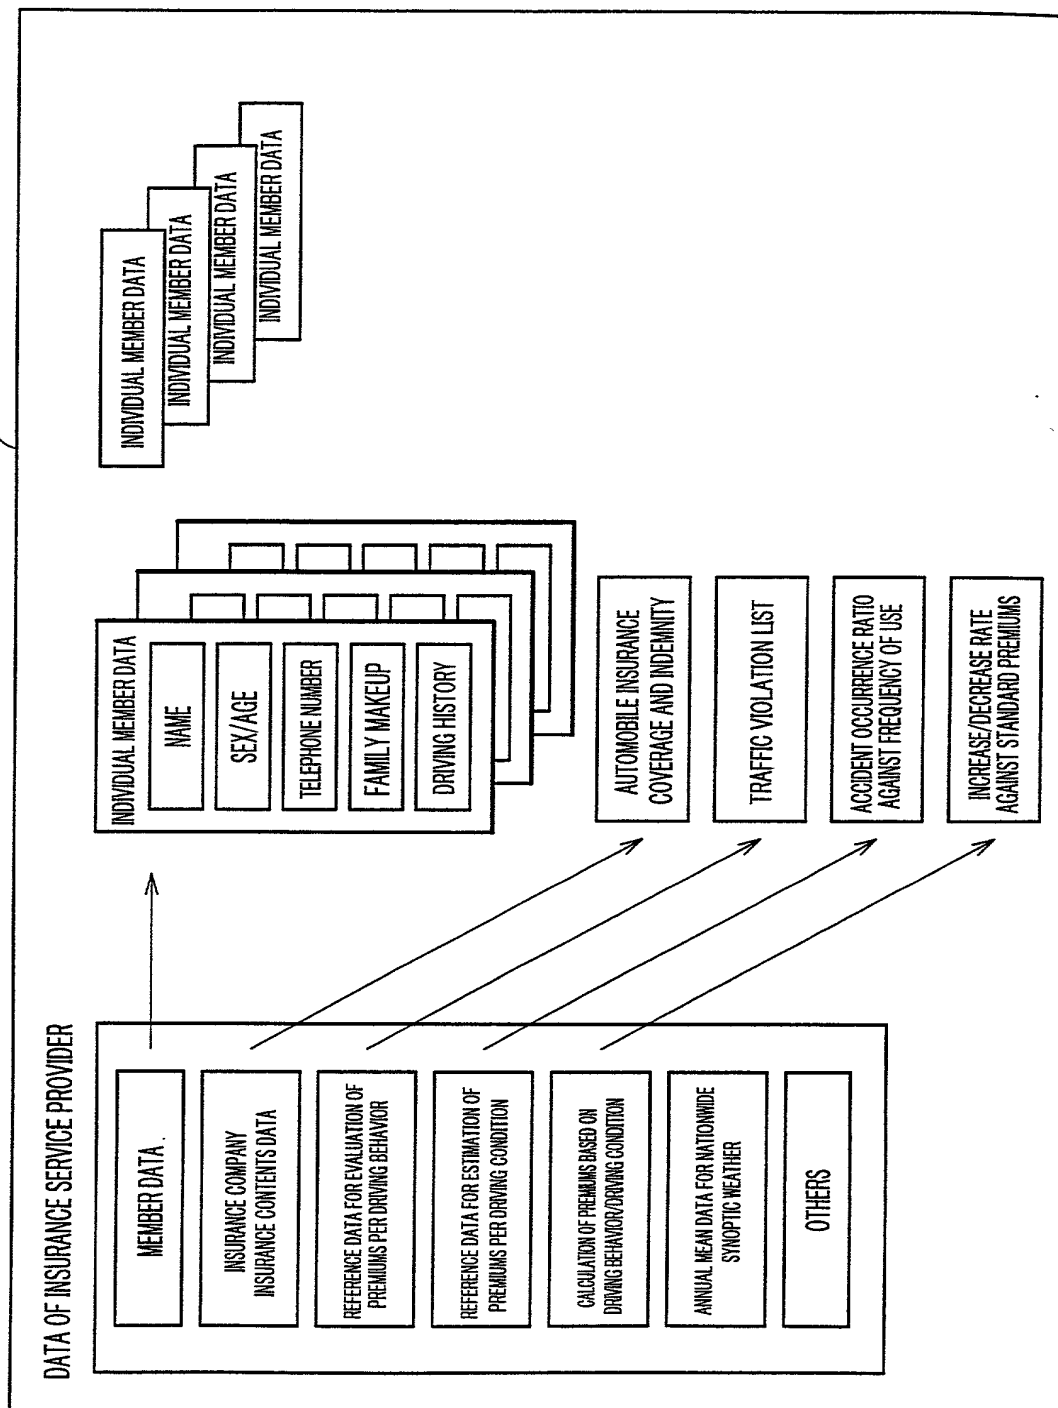 DATA OF INSURANCE SERVICE PROVIDER
MEMBER DATA.
INSURANCE COMPANY
INSURANCE CONTENTS DATA
REFERENCE DATA FOR EVALUATION OF
PREMIUMS PER DRIVING BEHAVIOR
REFERENCE DATA FOR ESTIMATION OF
PREMIUMS PER DRIVING CONDITION
CALCULATION OF PREMIUMS BASED ON
DRIVING BEHAVIOR/DRIVING CONDITION
ANNUAL MEAN DATA FOR NATIONWIDE
SYNOPTIC WEATHER
OTHERS
INDIVIDUAL MEMBER DATA
NAME
SEX/AGE
TELEPHONE NUMBER
FAMILY MAKEUP
DRIVING HISTORY
AUTOMOBILE INSURANCE
COVERAGE AND INDEMNITY
TRAFFIC VIOLATION LIST
ACCIDENT OCCURRENCE RATIO
AGAINST FREQUENCY OF USE
INCREASE/DECREASE RATE
AGAINST STANDARD PREMIUMS
INDIVIDUAL MEMBER DATA
INDIVIDUAL MEMBER DATA
INDIVIDUAL MEMBER DATA
INDIVIDUAL MEMBER DATA